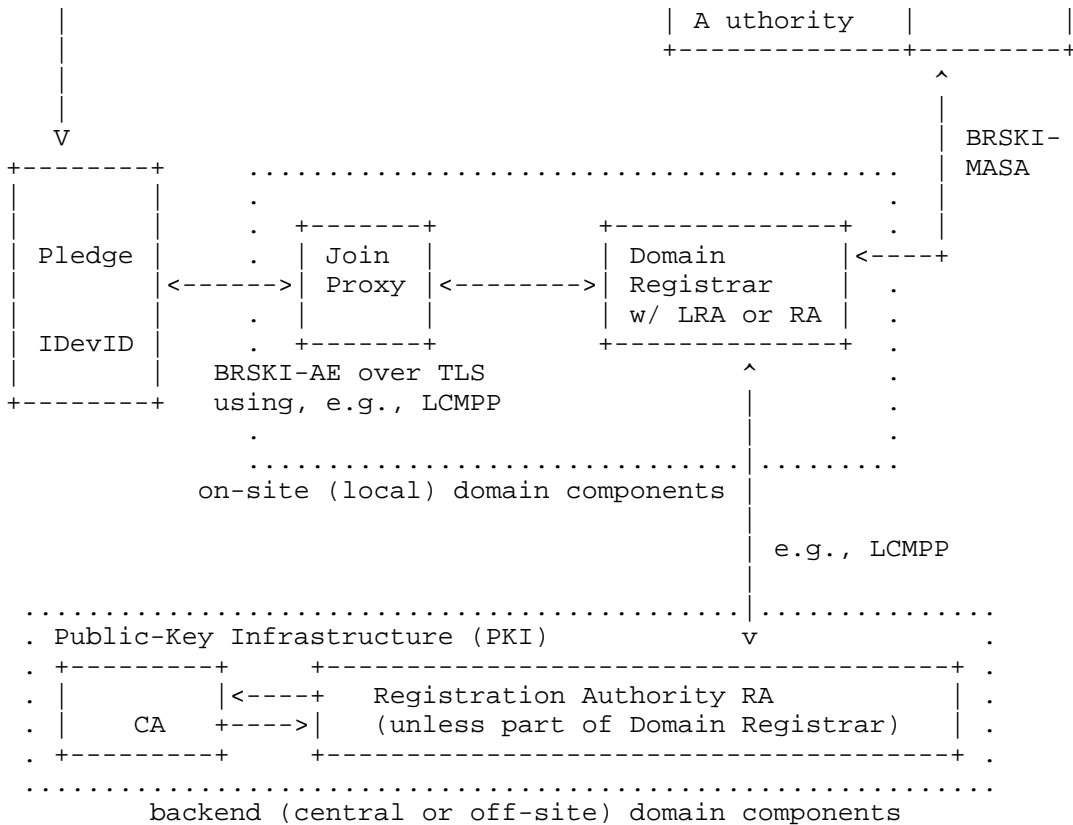 A uthority
V
BRSKI-
MASA
Pledge Join Domain
Proxy Registrar
w/ LRA or RA
IDevID
BRSKI-AE over TLS
using, e.g., LCMPP
on-site (local) domain components
e.g., LCMPP
Public-Key Infrastructure (PKI) v
Registration Authority RA
CA (unless part of Domain Registrar)
backend (central or off-site) domain components